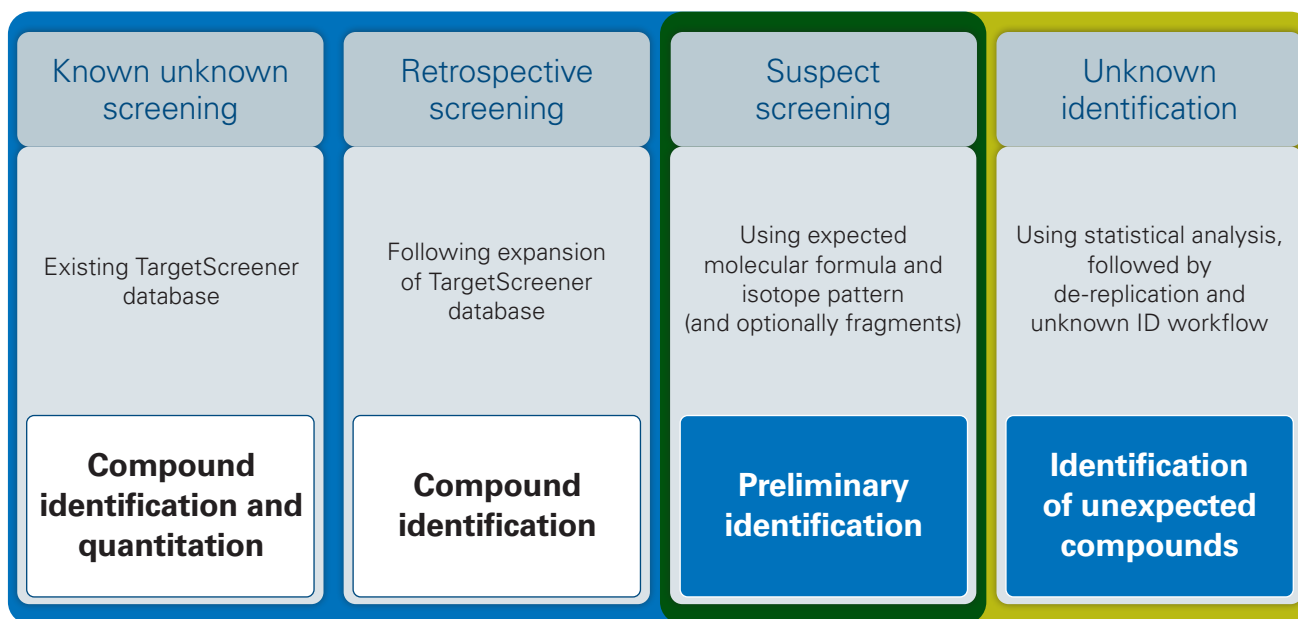 Known unknown
screening
Existing TargetScreener
database
Compound
identification and
quantitation
Retrospective
screening
Following expansion
of TargetScreener
database
Compound
identification
Suspect
screening
Using expected
molecular formula and
isotope pattern
(and optionally fragments)
Preliminary
identification
Unknown
identification
Using statistical analysis,
followed by
de-replication and
unknown ID workflow
Identification
of unexpected
compounds